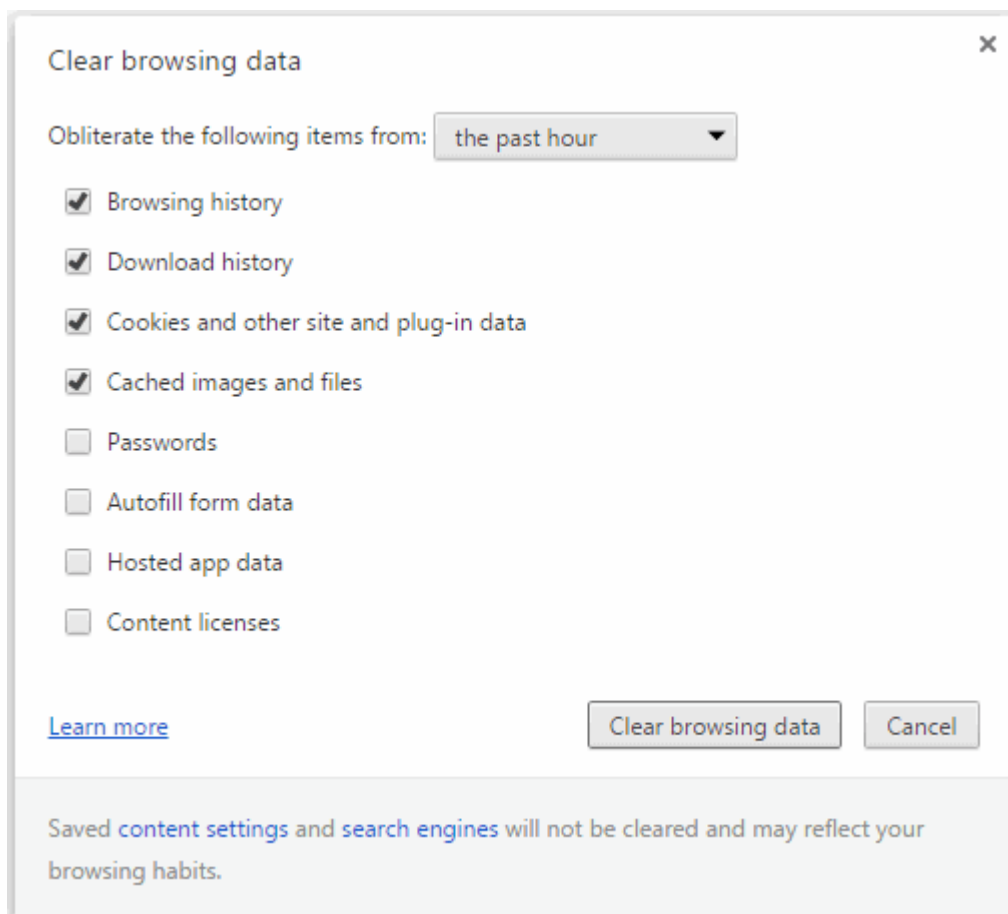 Clear browsing data
Obliterate the following items from: the past hour
Browsing history
Download history
Cookies and other site and plug-in data
Cached images and files
Passwords
Autofill form data
Hosted app data
Content licenses
Learn more Clear browsing data Cancel
Saved content settings and search engines will not be cleared and may reflect your
browsing habits.